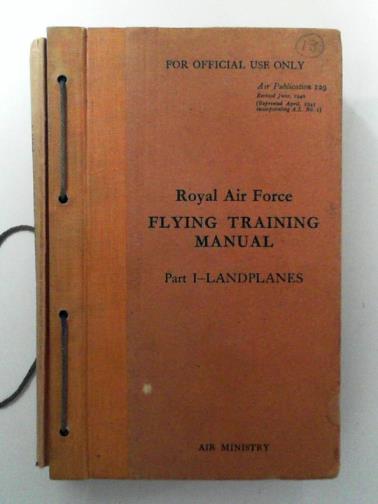 13
FOR OFFICIAL USE ONLY
Air Publication 129
Revised June, 1940
(Reprinted April, 1941
incorporating A.L. No. 1)
Royal Air Force
FLYING TRAINING
MANUAL
Part I—LANDPLANES
AIR MINISTRY